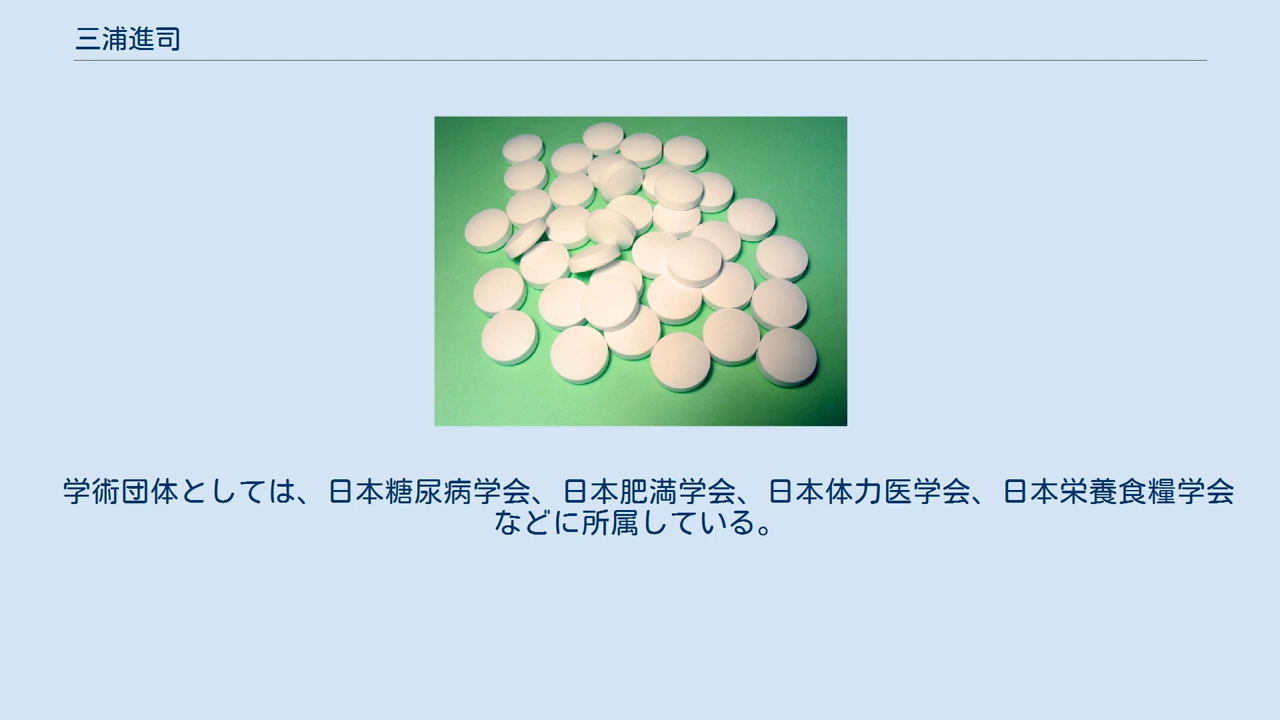 三浦進司
学術団体としては、日本糖尿病学会、日本肥満学会、日本体力医学会、日本栄養食糧学会
などに所属している。